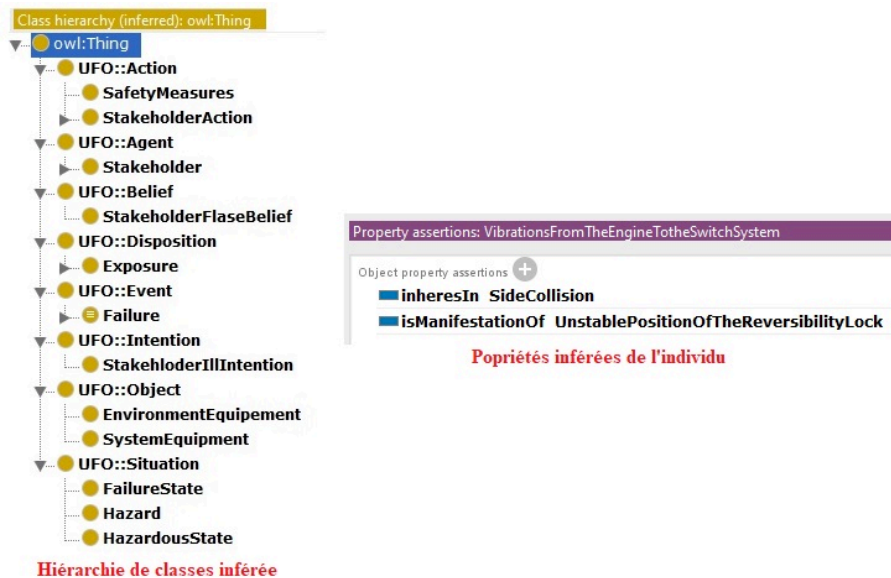 Class hierarchy (inferred): owl:Thing
owl:Thing
UFO::Action
SafetyMeasures
StakeholderAction
UFO::Agent
Stakeholder
UFO::Belief
StakeholderFlaseBelief
UFO::Disposition
Exposure
UFO::Event
Failure
UFO::Intention
StakehloderIllIntention
UFO::Object
EnvironmentEquipement
SystemEquipment
UFO::Situation
FailureState
Hazard
HazardousState
Hiérarchie de classes inférée
Property assertions: VibrationsFromTheEngineTotheSwitchSystem
Object property assertions
inheresIn SideCollision
isManifestationOf UnstablePositionOfTheReversibilityLock
Popriétés inférées de l'individu